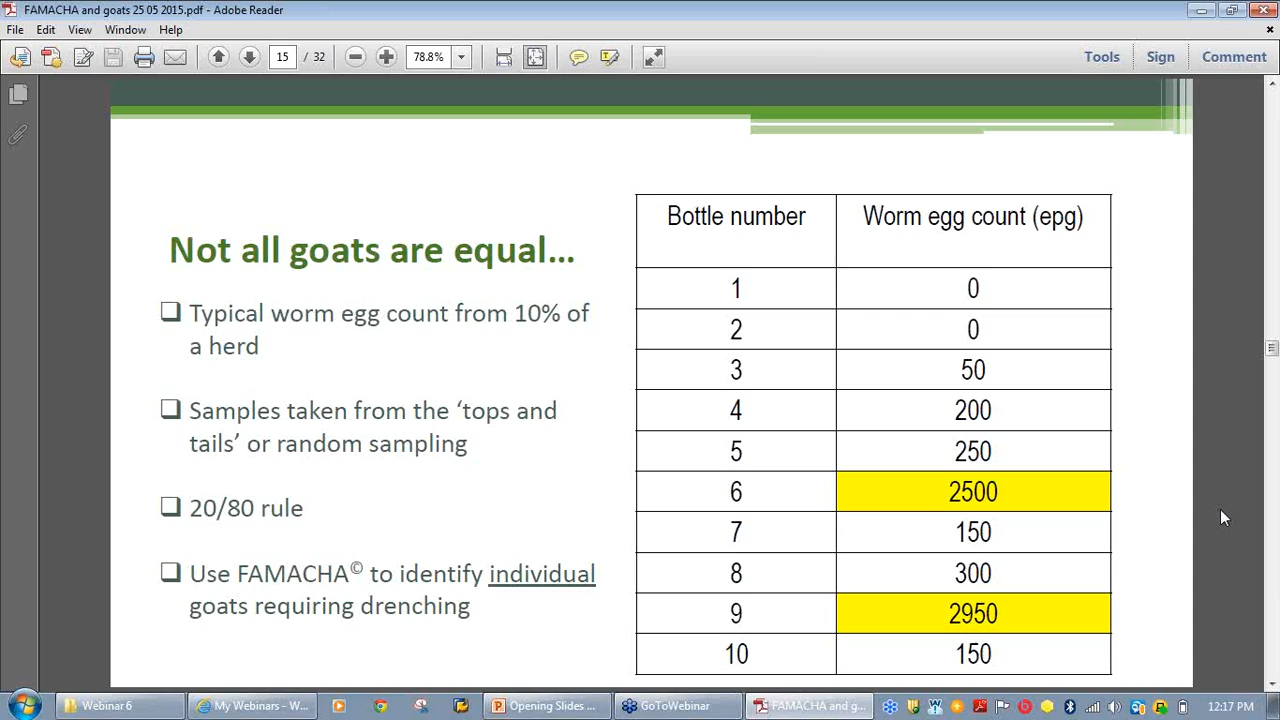 FAMACHA and goats 25 05 2015.pdf - Adobe Reader
File Edit View Window Help
15 / 32 78.8% Tools Sign Comment
Not all goats are equal...
Typical worm egg count from 10% of
a herd
Samples taken from the ‘tops and
tails’ or random sampling
20/80 rule
Use FAMACHA© to identify individual
goats requiring drenching
Bottle number Worm egg count (epg)
1 0
2 0
3 50
4 200
5 250
6 2500
7 150
8 300
9 2950
10 150
Webinar 6 My Webinars - W... Opening Slides ... GoToWebinar FAMACHA and g... 12:17 PM